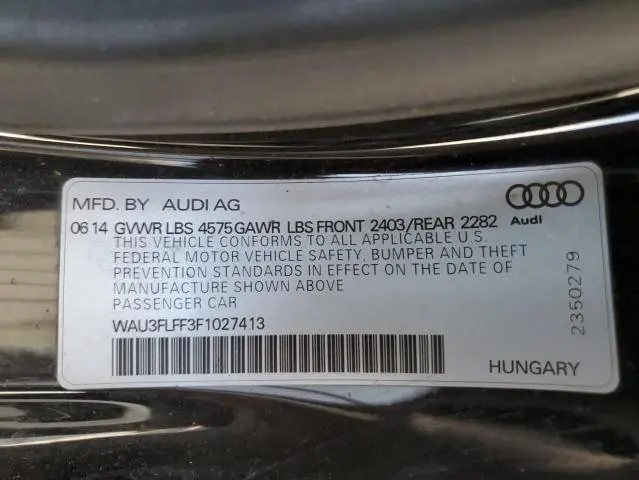 MFD. BY AUDI AG
06 14 GVWR LBS 4575 GAWR LBS FRONT 2403/REAR 2282
Audi
THIS VEHICLE CONFORMS TO ALL APPLICABLE U.S.
FEDERAL MOTOR VEHICLE SAFETY, BUMPER AND THEFT
PREVENTION STANDARDS IN EFFECT ON THE DATE OF
MANUFACTURE SHOWN ABOVE
PASSENGER CAR
WAU3FLFF3F1027413
HUNGARY
2350279